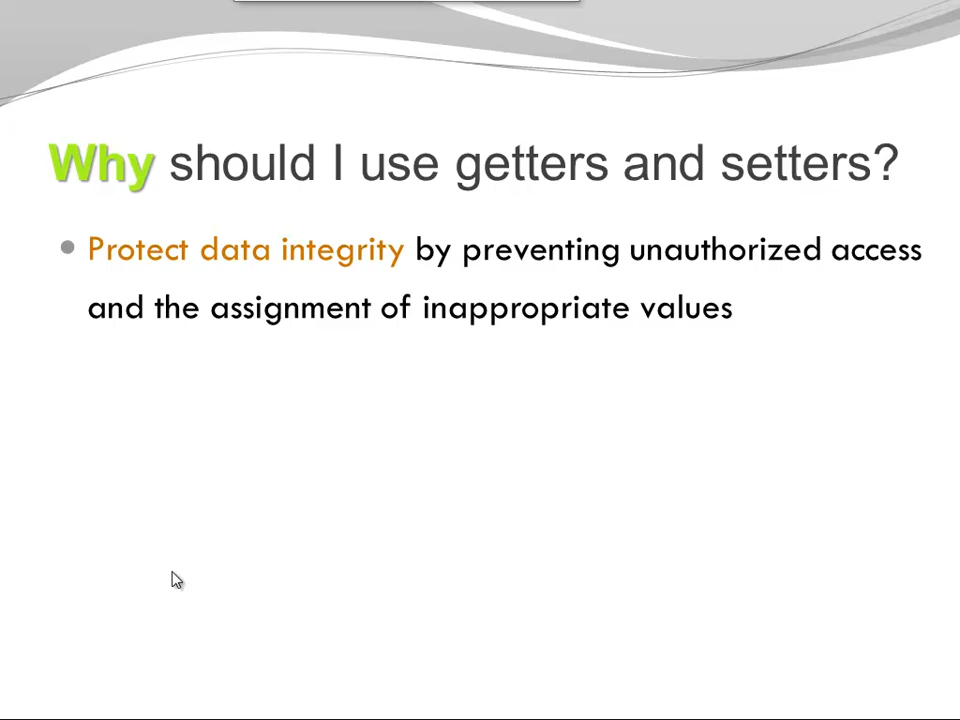 Why should I use getters and setters?
Protect data integrity by preventing unauthorized access
and the assignment of inappropriate values